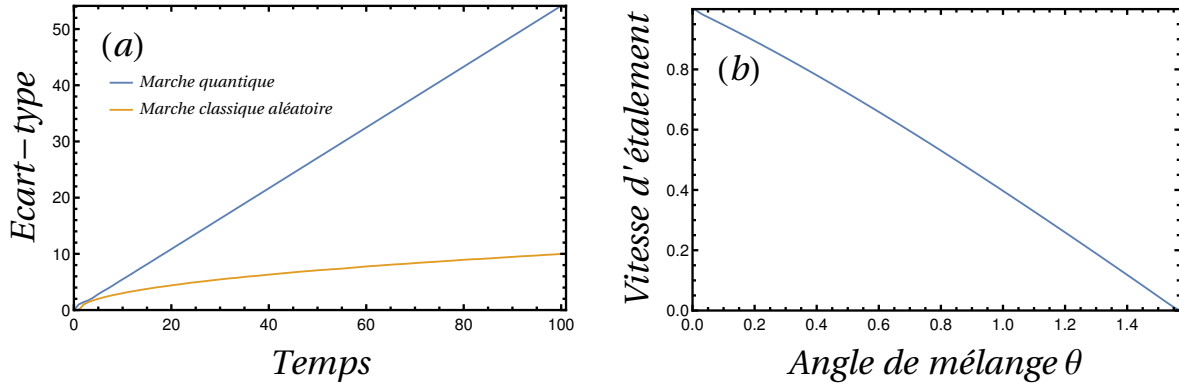 (a)
Marche quantique
Marche classique aléatoire
Ecart−type
50
40
30
20
10
0
0 20 40 60 80 100
Temps
(b)
Vitesse d'étalement
0.8
0.6
0.4
0.2
0.0
0.0 0.2 0.4 0.6 0.8 1.0 1.2 1.4
Angle de mélange θ